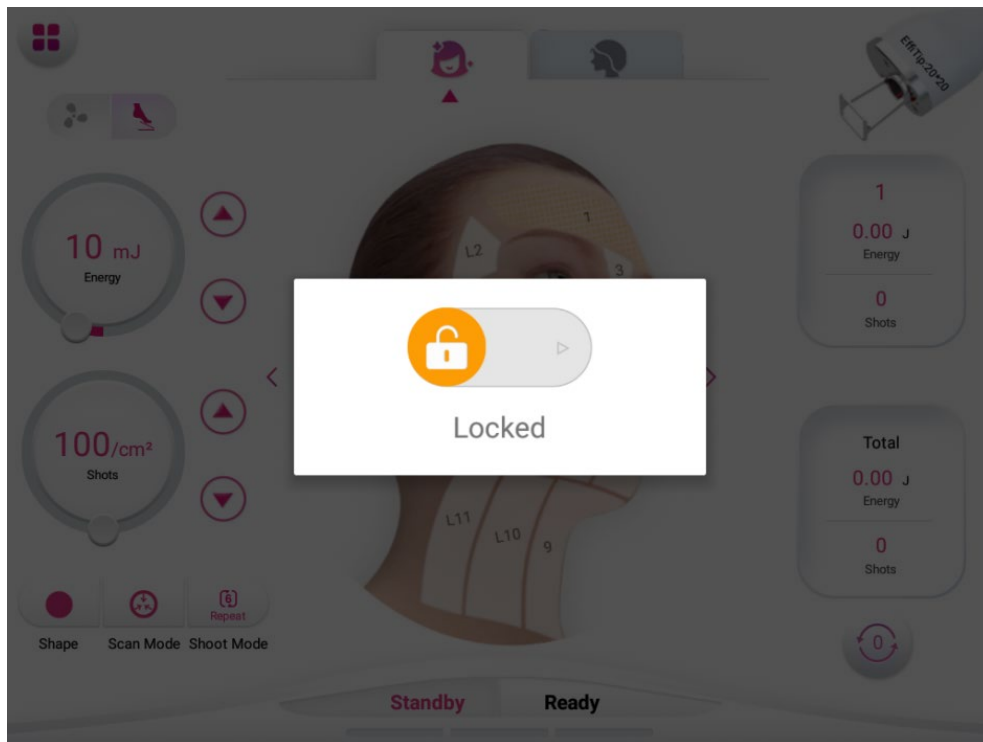 EffiTip:20*20
10 mJ
Energy
100/cm²
Shots
Repeat
Shape
Scan Mode
Shoot Mode
L2
1
3
L11
L10
9
Locked
1
0.00 J
Energy
0
Shots
Total
0.00 J
Energy
0
Shots
0
Standby
Ready